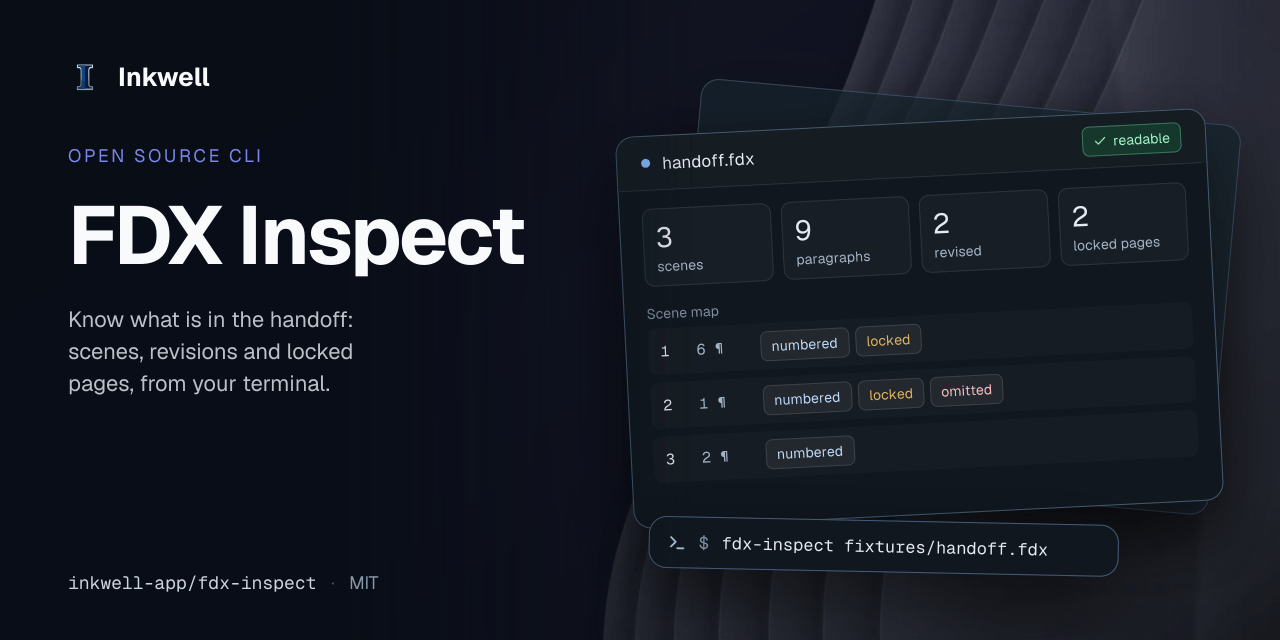 Inkwell
OPEN SOURCE CLI
FDX Inspect
Know what is in the handoff:
scenes, revisions and locked
pages, from your terminal.
inkwell-app/fdx-inspect · MIT
handoff.fdx
✓ readable
3
scenes
9
paragraphs
2
revised
2
locked pages
Scene map
1 6 ¶ numbered locked
2 1 ¶ numbered locked omitted
3 2 ¶ numbered
>_ $ fdx-inspect fixtures/handoff.fdx